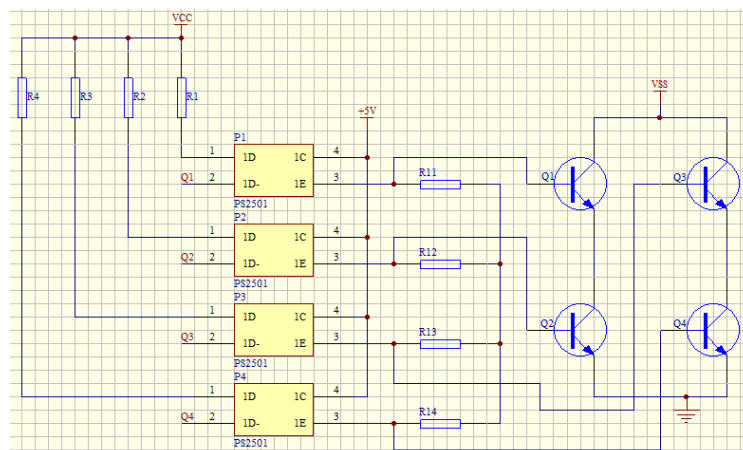 VCC
R4 R3 R2 R1
VSS
+5V
P1
1 1D 1C 4
Q1 2 1D- 1E 3
PS2501
R11
Q1
Q3
P2
1 1D 1C 4
Q2 2 1D- 1E 3
PS2501
R12
P3
1 1D 1C 4
Q3 2 1D- 1E 3
PS2501
R13
Q2
Q4
P4
1 1D 1C 4
Q4 2 1D- 1E 3
PS2501
R14